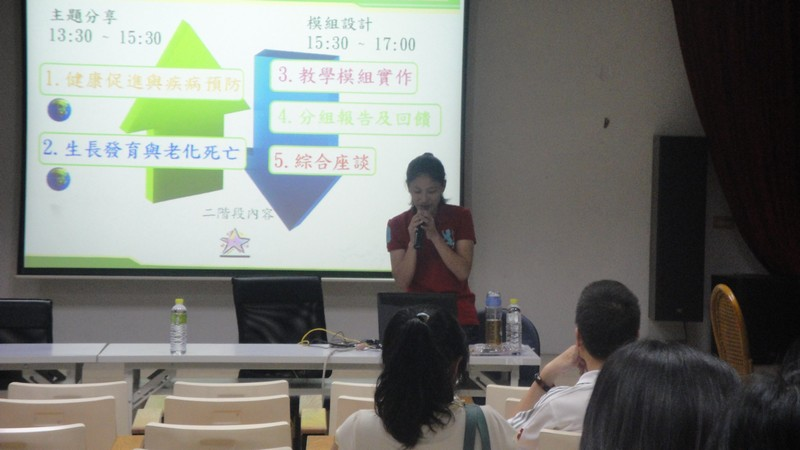 主題分享
13:30 ~ 15:30
1. 健康促進與疾病預防
2. 生長發育與老化死亡
模組設計
15:30 ~ 17:00
3. 教學模組實作
4. 分組報告及回饋
5. 綜合座談
二階段內容